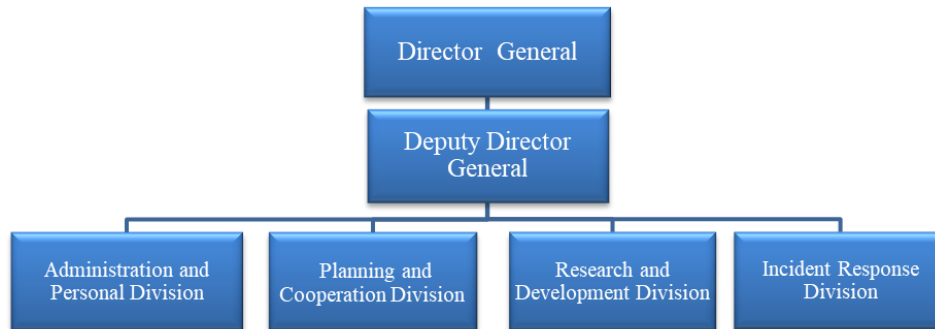 Director General
Deputy Director
General
Administration and
Personal Division
Planning and
Cooperation Division
Research and
Development Division
Incident Response
Division